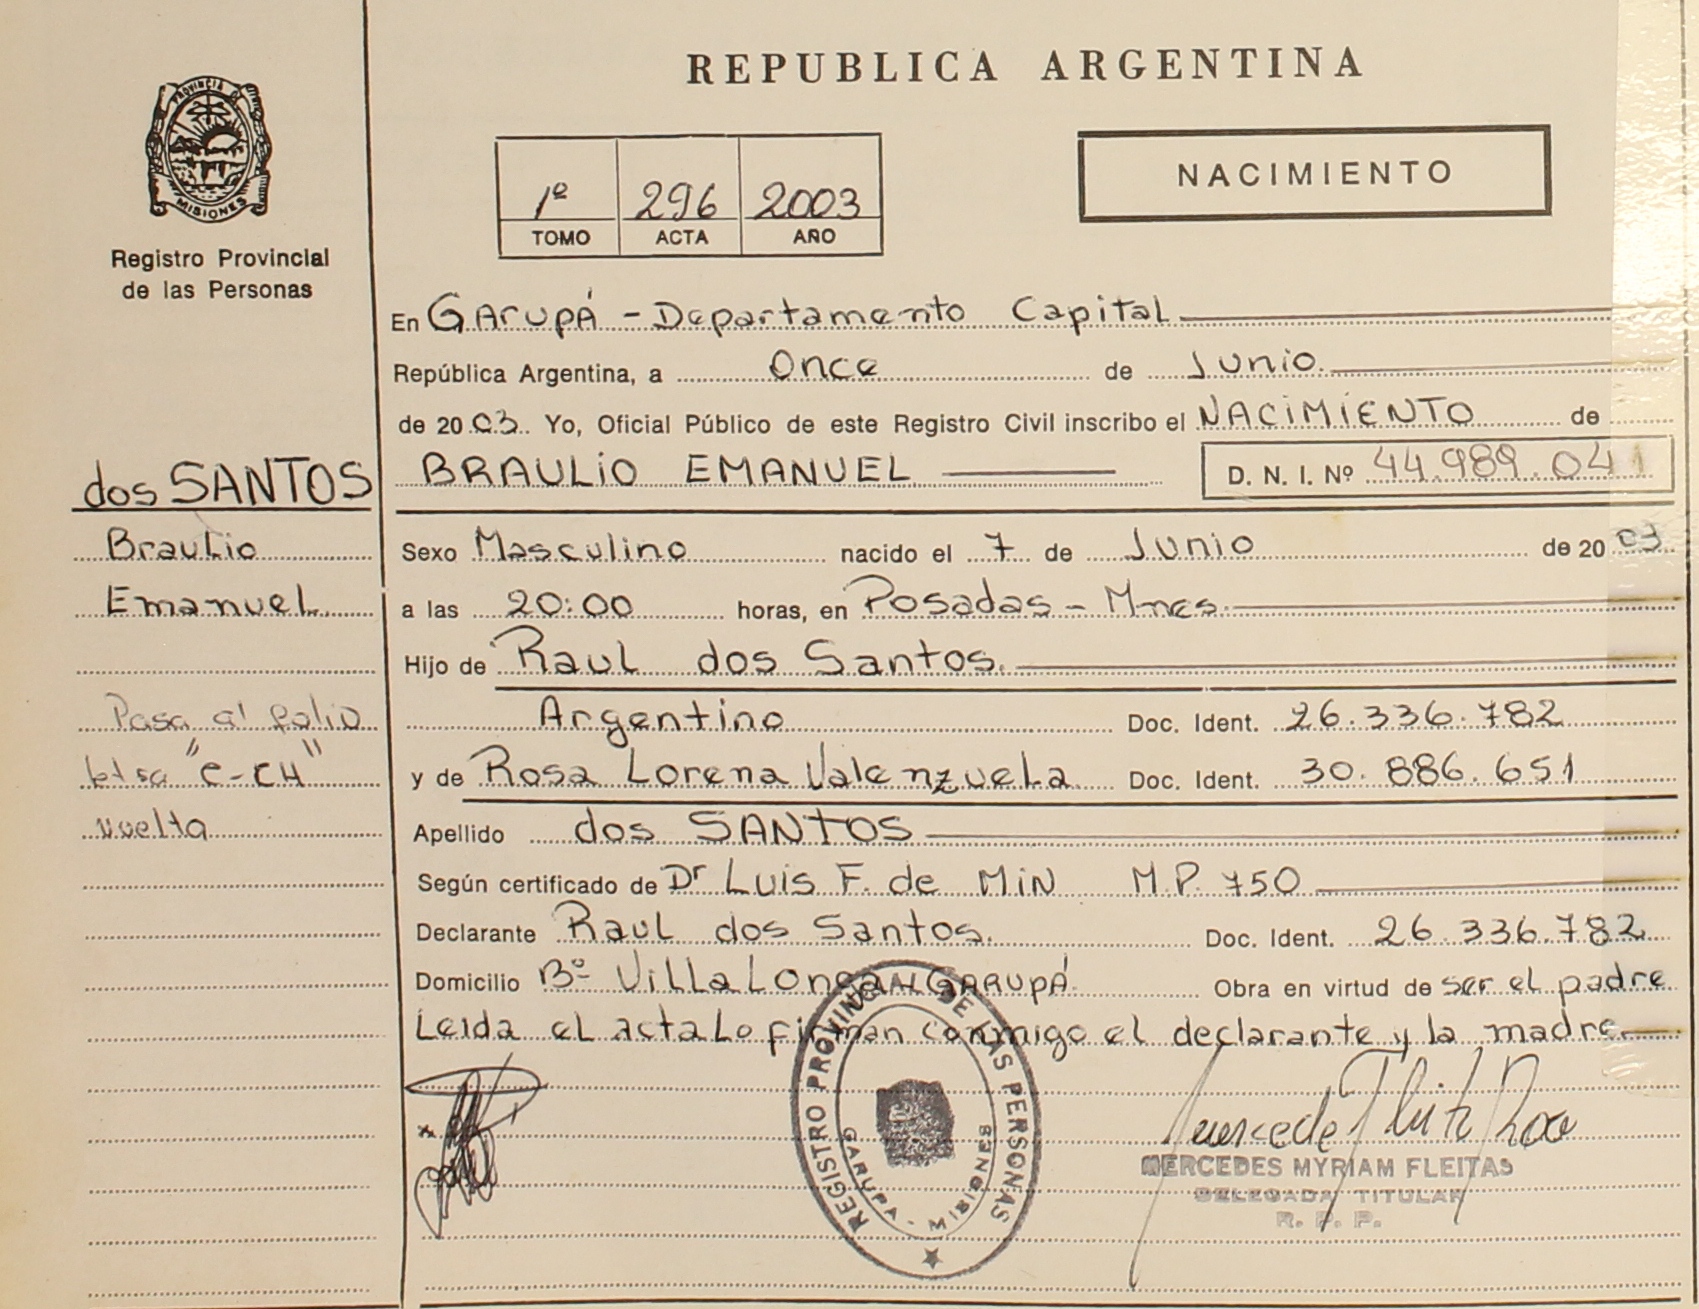 REPUBLICA ARGENTINA
PROVINCIA DE
MISIONES
Registro Provincial
de las Personas
1º 296 2003
TOMO ACTA AÑO
NACIMIENTO
En GArupÁ - Departamento Capital
República Argentina, a Once de Junio.
de 2003. Yo, Oficial Público de este Registro Civil inscribo el NACIMIENTO de
BRAULIO EMANUEL D. N. I. Nº 44.989.041
dos SANTOS
Braulio
Emanuel
Pasa al folio
letra "C-CH"
vuelta
Sexo Masculino nacido el 7 de Junio de 2003
a las 20:00 horas, en Posadas - Mnes.
Hijo de Raul dos Santos.
Argentino Doc. Ident. 26.336.782
y de Rosa Lorena Valenzuela Doc. Ident. 30.886.651
Apellido dos SANTOS
Según certificado de Dr Luis F. de MiN M.P. 750
Declarante Raul dos Santos. Doc. Ident. 26.336.782
Domicilio Bº Villa Longa GARUpÁ Obra en virtud de ser el padre
Leida el acta Lo firman conmigo el declarante y la madre
REGISTRO PROVINCIAL DE LAS PERSONAS
GARUPA - MISIONES
MERCEDES MYRIAM FLEITAS
DELEGADA TITULAR
R. P. P.